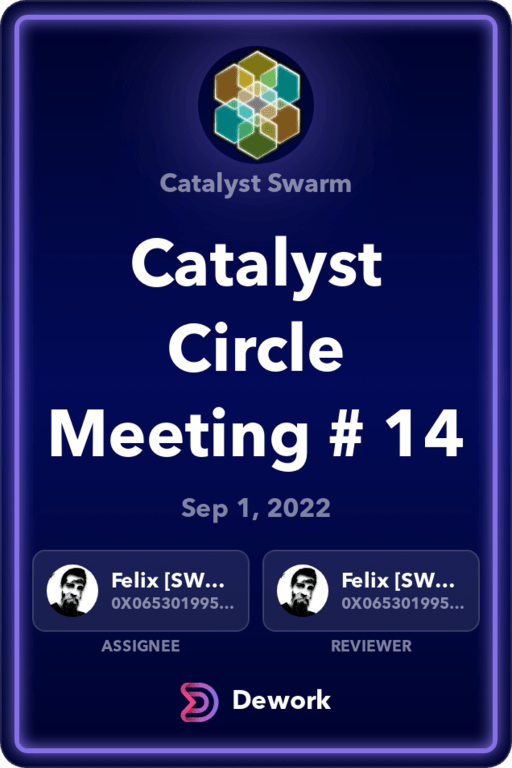 Catalyst Swarm
Catalyst
Circle
Meeting # 14
Sep 1, 2022
Felix [SW... Felix [SW...
0X065301995... 0X065301995...
ASSIGNEE REVIEWER
Dework